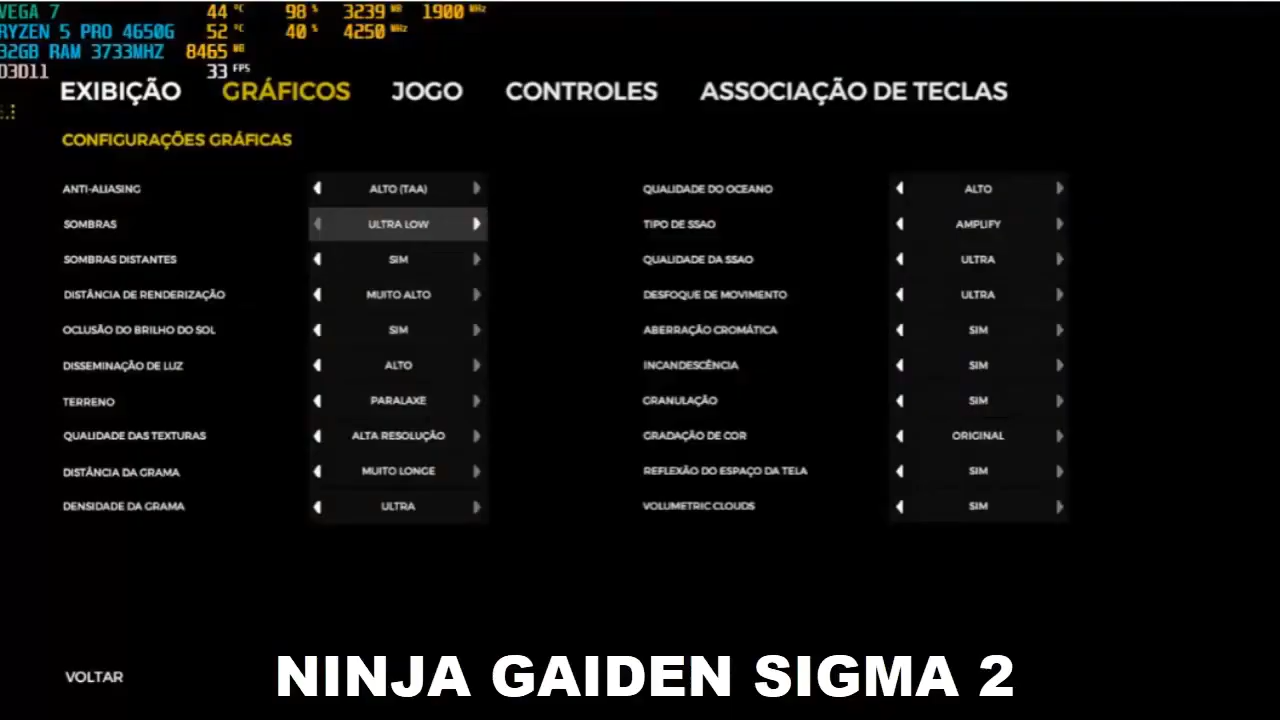 VEGA 7 44 °C 98 % 3239 MB 1900 MHz
RYZEN 5 PRO 4650G 52 °C 40 % 4250 MHz
32GB RAM 3733MHZ 8465 MB
D3D11 33 FPS
EXIBIÇÃO GRÁFICOS JOGO CONTROLES ASSOCIAÇÃO DE TECLAS
CONFIGURAÇÕES GRÁFICAS
ANTI-ALIASING ALTO (TAA) QUALIDADE DO OCEANO ALTO
SOMBRAS ULTRA LOW TIPO DE SSAO AMPLIFY
SOMBRAS DISTANTES SIM QUALIDADE DA SSAO ULTRA
DISTÂNCIA DE RENDERIZAÇÃO MUITO ALTO DESFOQUE DE MOVIMENTO ULTRA
OCLUSÃO DO BRILHO DO SOL SIM ABERRAÇÃO CROMÁTICA SIM
DISSEMINAÇÃO DE LUZ ALTO INCANDESCÊNCIA SIM
TERRENO PARALAXE GRANULAÇÃO SIM
QUALIDADE DAS TEXTURAS ALTA RESOLUÇÃO GRADAÇÃO DE COR ORIGINAL
DISTÂNCIA DA GRAMA MUITO LONGE REFLEXÃO DO ESPAÇO DA TELA SIM
DENSIDADE DA GRAMA ULTRA VOLUMETRIC CLOUDS SIM
VOLTAR
NINJA GAIDEN SIGMA 2